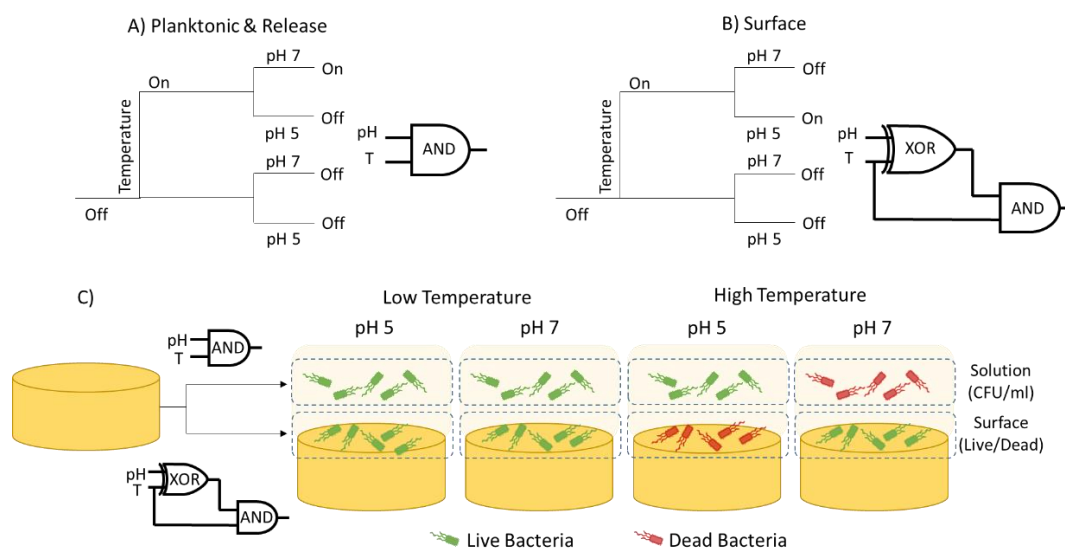 A) Planktonic & Release
pH 7
On
On
Temperature
Off
pH 5
pH 7
Off
Off
Off
pH 5
pH
T
AND
B) Surface
pH 7
Off
On
Temperature
On
pH 5
pH 7
Off
Off
Off
pH 5
pH
T
XOR
AND
C)
Low Temperature
High Temperature
pH 5
pH 7
pH 5
pH 7
pH
T
AND
Solution
(CFU/ml)
Surface
(Live/Dead)
pH
T
XOR
AND
Live Bacteria
Dead Bacteria